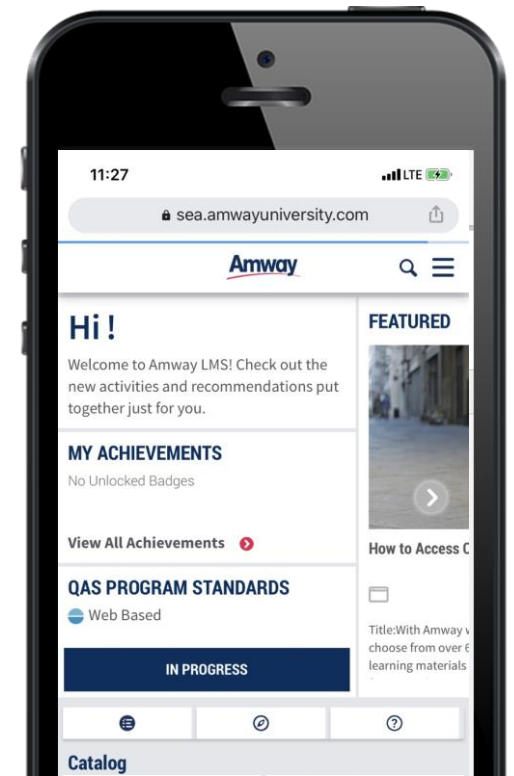 11:27
LTE
sea.amwayuniversity.com
Amway
Hi !
Welcome to Amway LMS! Check out the
new activities and recommendations put
together just for you.
MY ACHIEVEMENTS
No Unlocked Badges
View All Achievements
QAS PROGRAM STANDARDS
Web Based
IN PROGRESS
FEATURED
How to Access
Title:With Amway
choose from over
learning materials
Catalog